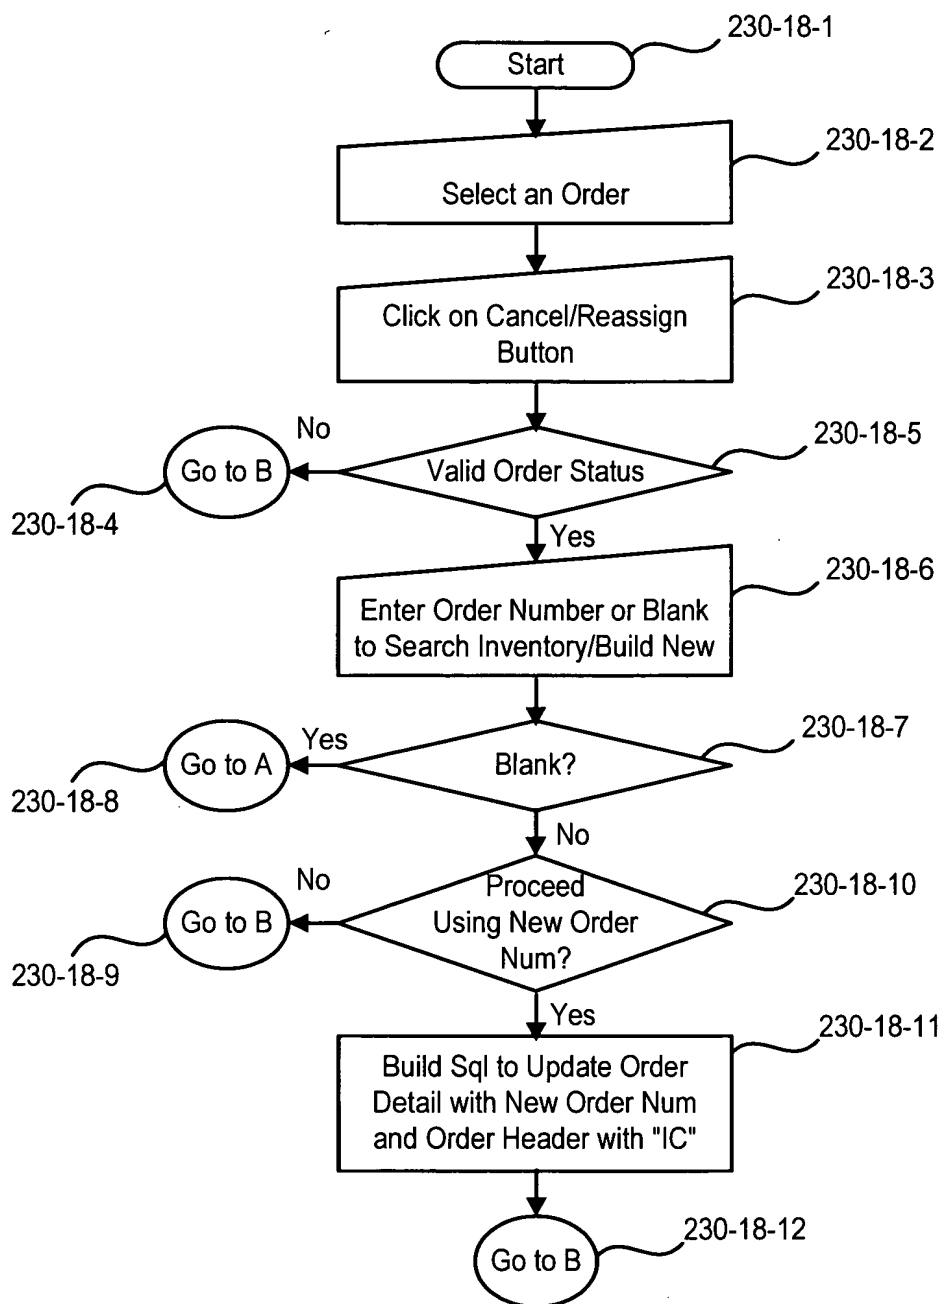 230-18-1
Start
230-18-2
Select an Order
230-18-3
Click on Cancel/Reassign
Button
No
230-18-5
Go to B
Valid Order Status
230-18-4
Yes
230-18-6
Enter Order Number or Blank
to Search Inventory/Build New
230-18-7
Yes
Go to A
Blank?
230-18-8
No
No
230-18-10
Proceed
Using New Order
Num?
Go to B
230-18-9
Yes
230-18-11
Build Sql to Update Order
Detail with New Order Num
and Order Header with "IC"
230-18-12
Go to B